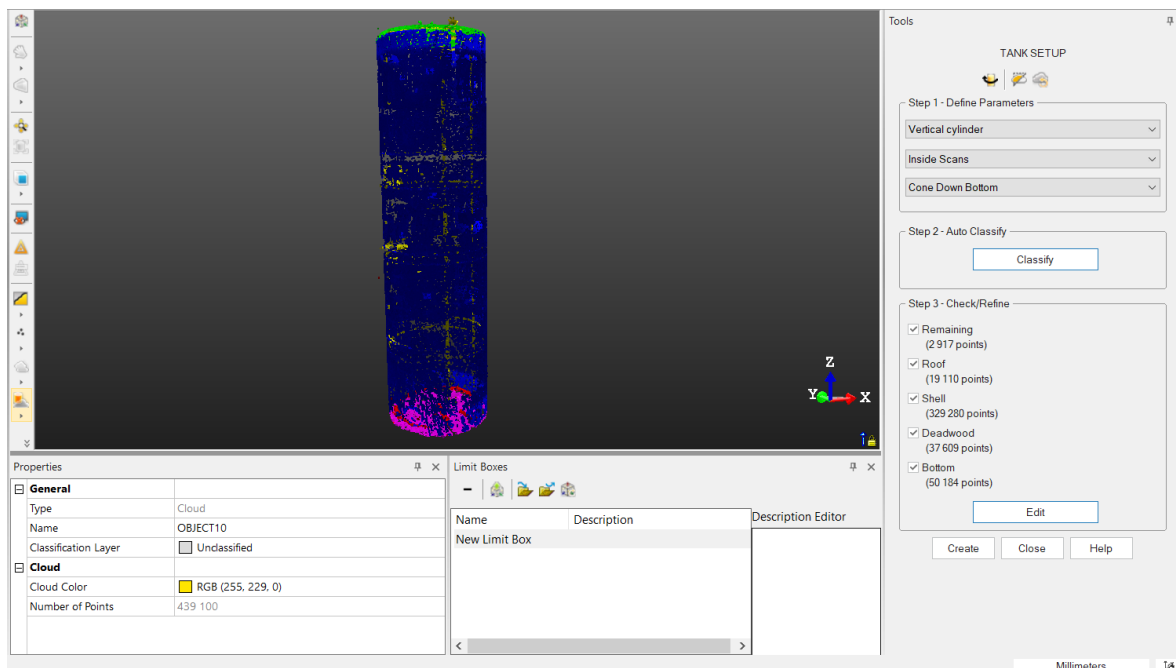 Tools
TANK SETUP
Step 1 - Define Parameters
Vertical cylinder
Inside Scans
Cone Down Bottom
Step 2 - Auto Classify
Classify
Step 3 - Check/Refine
Remaining
(2 917 points)
Roof
(19 110 points)
Shell
(329 280 points)
Deadwood
(37 609 points)
Bottom
(50 184 points)
Edit
Create Close Help
Z
Y X
Properties
General
Type Cloud
Name OBJECT10
Classification Layer Unclassified
Cloud
Cloud Color RGB (255, 229, 0)
Number of Points 439 100
Limit Boxes
Name Description
New Limit Box
Description Editor
Millimeters